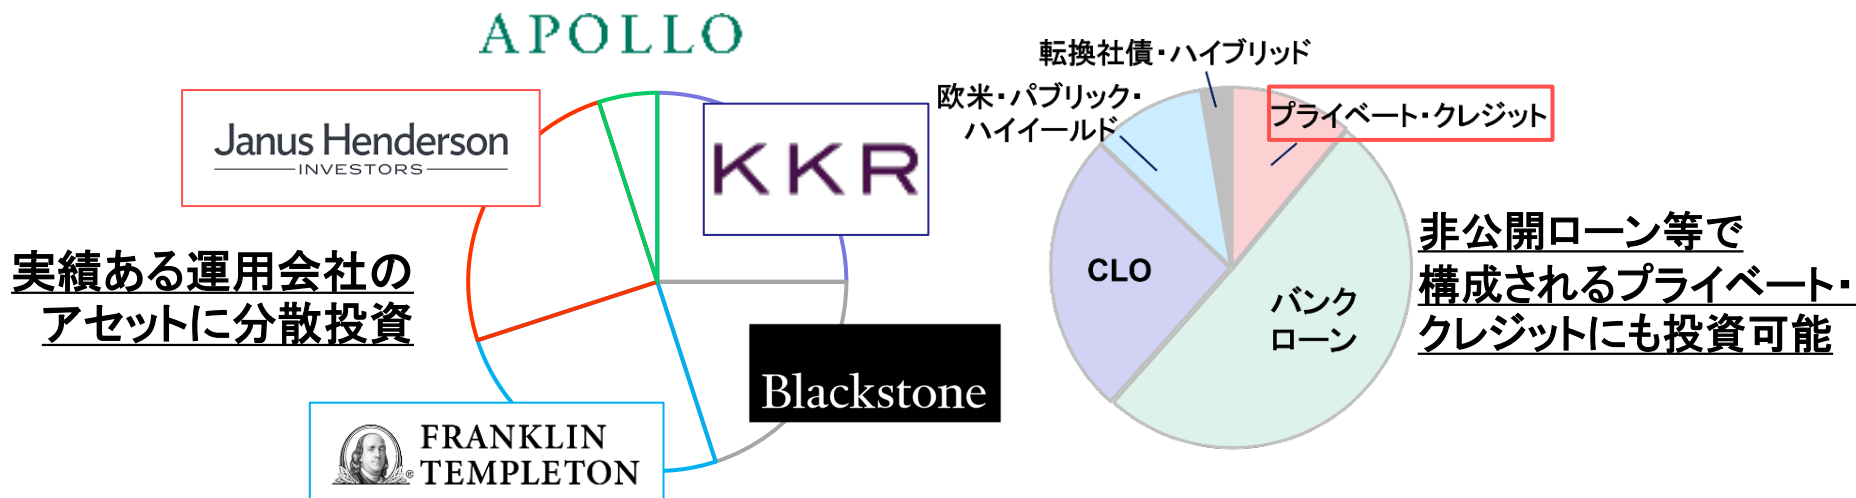 APOLLO
Janus Henderson
INVESTORS
KKR
実績ある運用会社の
アセットに分散投資
Blackstone
FRANKLIN
TEMPLETON
転換社債・ハイブリッド
欧米・パブリック・
ハイイールド
プライベート・クレジット
CLO
バンク
ローン
非公開ローン等で
構成されるプライベート・
クレジットにも投資可能